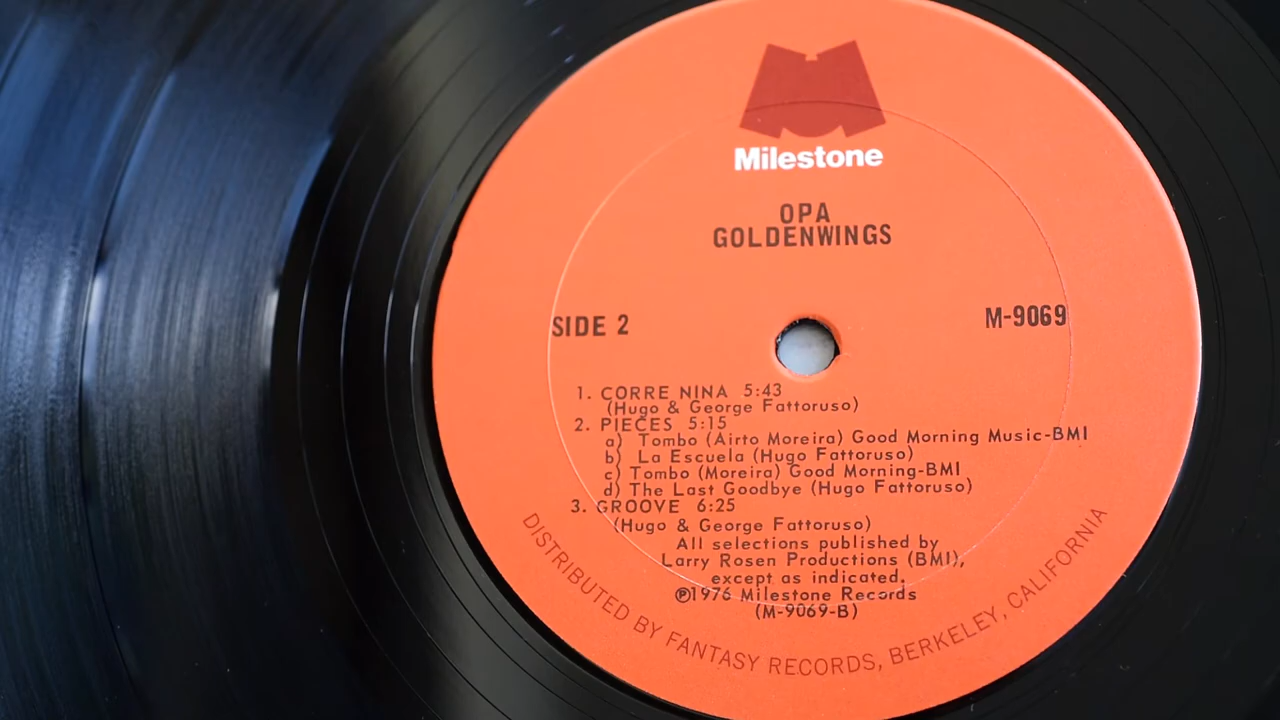 Milestone
OPA
GOLDENWINGS
SIDE 2
M-9069
1. CORRE NINA 5:43
(Hugo & George Fattoruso)
2. PIECES 5:15
a) Tombo (Airto Moreira) Good Morning Music-BMI
b) La Escuela (Hugo Fattoruso)
c) Tombo (Moreira) Good Morning-BMI
d) The Last Goodbye (Hugo Fattoruso)
3. GROOVE 6:25
(Hugo & George Fattoruso)
All selections published by
Larry Rosen Productions (BMI),
except as indicated.
℗1976 Milestone Records
(M-9069-B)
DISTRIBUTED BY FANTASY RECORDS, BERKELEY, CALIFORNIA